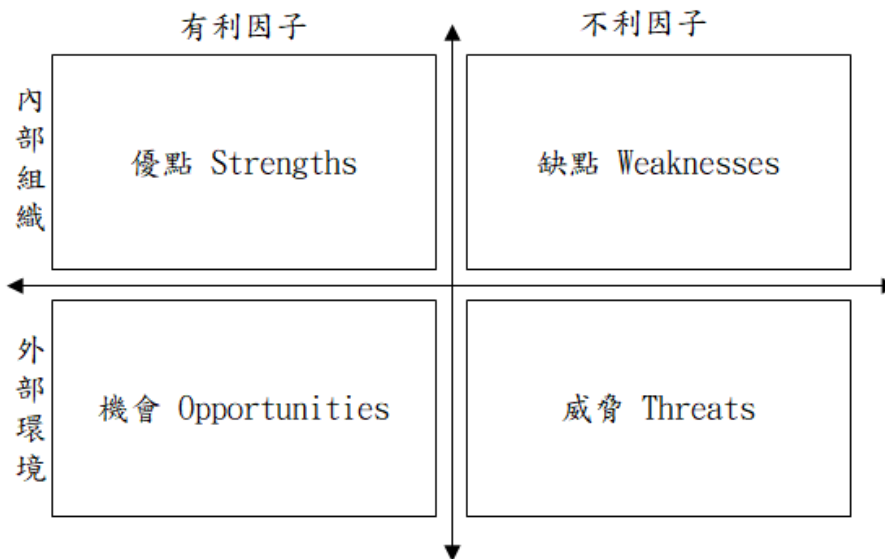 有利因子
不利因子
內部組織
優點 Strengths
缺點 Weaknesses
外部環境
機會 Opportunities
威脅 Threats